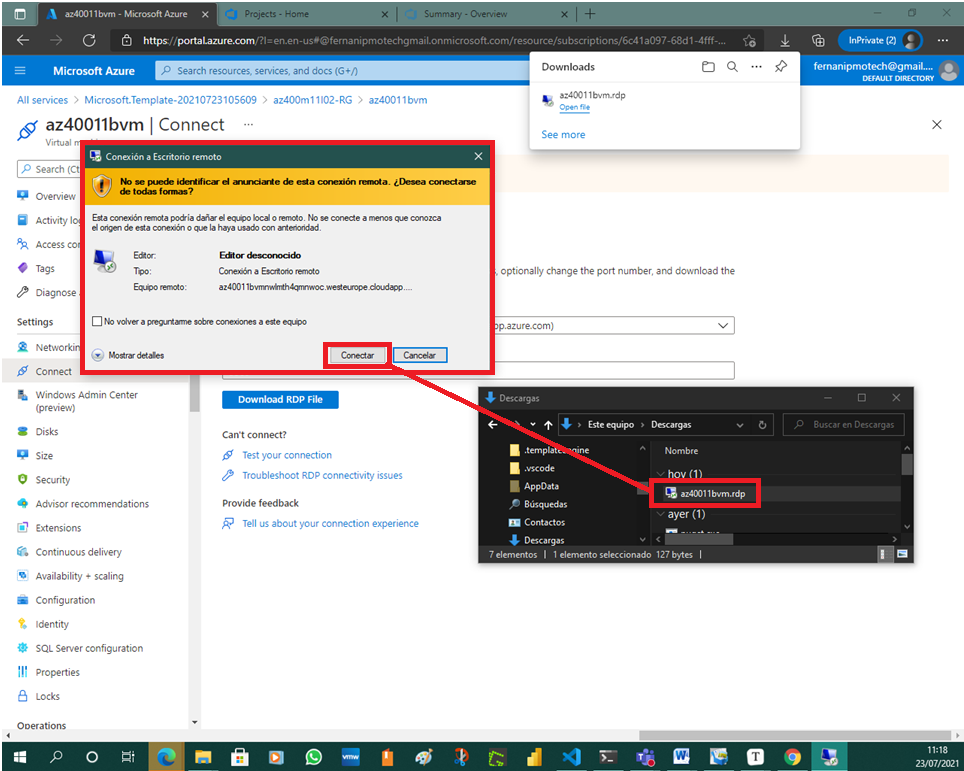 az40011bvm - Microsoft Azure
Projects - Home
Summary - Overview
https://portal.azure.com/?l=en.en-us#@fernanipmotechgmail.onmicrosoft.com/resource/subscriptions/6c41a097-68d1-4fff-...
InPrivate (2)
Microsoft Azure
Search resources, services, and docs (G+/)
fernanipmotech@gmail....
DEFAULT DIRECTORY
Downloads
az40011bvm.rdp
Open file
See more
All services > Microsoft.Template-20210723105609 > az400m11l02-RG > az40011bvm
az40011bvm | Connect ...
Virtual
Search (Ct
Overview
Activity log
Access con
Tags
Diagnose
Settings
Networkin
Connect
Windows Admin Center
(preview)
Disks
Size
Security
Advisor recommendations
Extensions
Continuous delivery
Availability + scaling
Configuration
Identity
SQL Server configuration
Properties
Locks
Operations
Conexión a Escritorio remoto
No se puede identificar el anunciante de esta conexión remota. ¿Desea conectarse
de todas formas?
Esta conexión remota podría dañar el equipo local o remoto. No se conecte a menos que conozca
el origen de esta conexión o que la haya usado con anterioridad.
Editor: Editor desconocido
Tipo: Conexión a Escritorio remoto
Equipo remoto: az40011bvmnwlmth4qmnwoc.westeurope.cloudapp....
No volver a preguntarme sobre conexiones a este equipo
Mostrar detalles
Conectar
Cancelar
, optionally change the port number, and download the
pp.azure.com)
Download RDP File
Can't connect?
Test your connection
Troubleshoot RDP connectivity issues
Provide feedback
Tell us about your connection experience
Descargas
Este equipo > Descargas
Buscar en Descargas
.templateengine
.vscode
AppData
Búsquedas
Contactos
Descargas
Nombre
hoy (1)
az40011bvm.rdp
ayer (1)
7 elementos
1 elemento seleccionado 127 bytes
vmw
T
11:18
23/07/2021